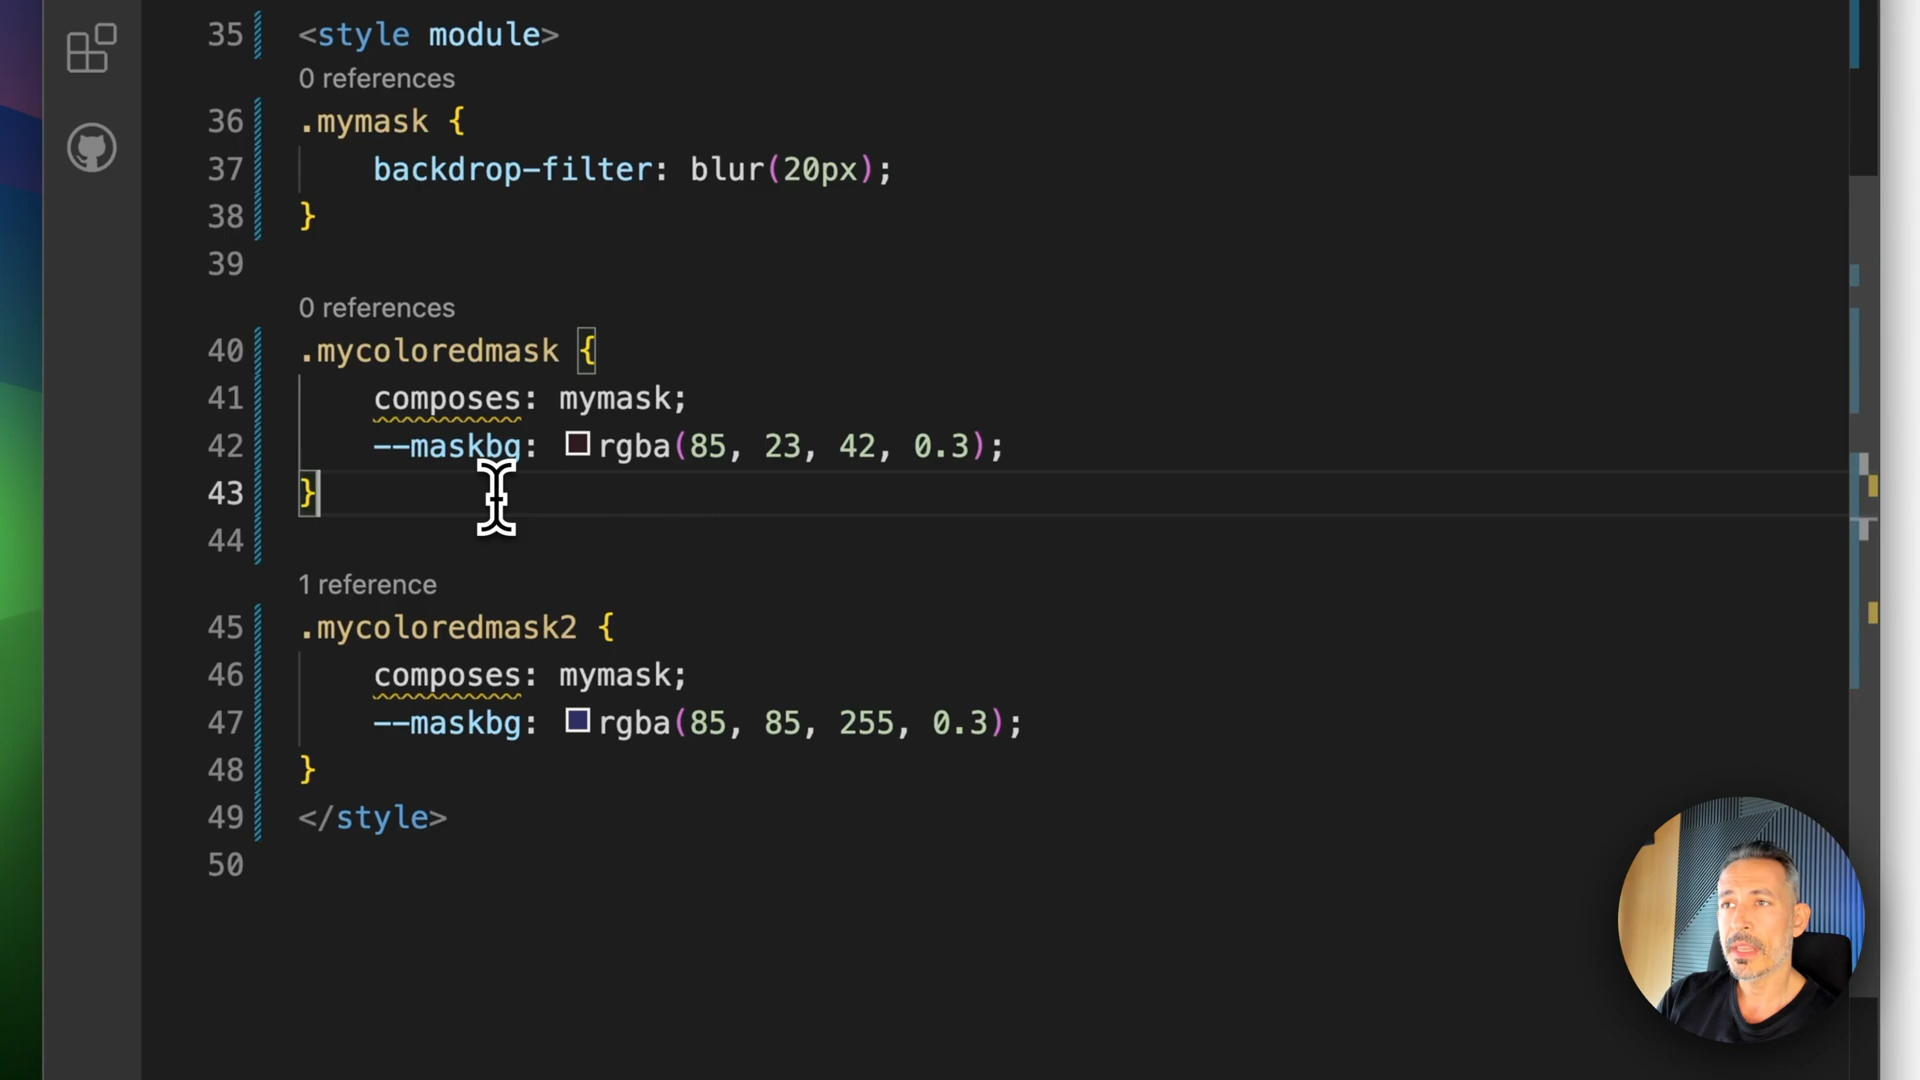 35 <style module>
0 references
36 .mymask {
37 backdrop-filter: blur(20px);
38 }
39
0 references
40 .mycoloredmask {
41 composes: mymask;
42 --maskbg: rgba(85, 23, 42, 0.3);
43 }
44
1 reference
45 .mycoloredmask2 {
46 composes: mymask;
47 --maskbg: rgba(85, 85, 255, 0.3);
48 }
49 </style>
50